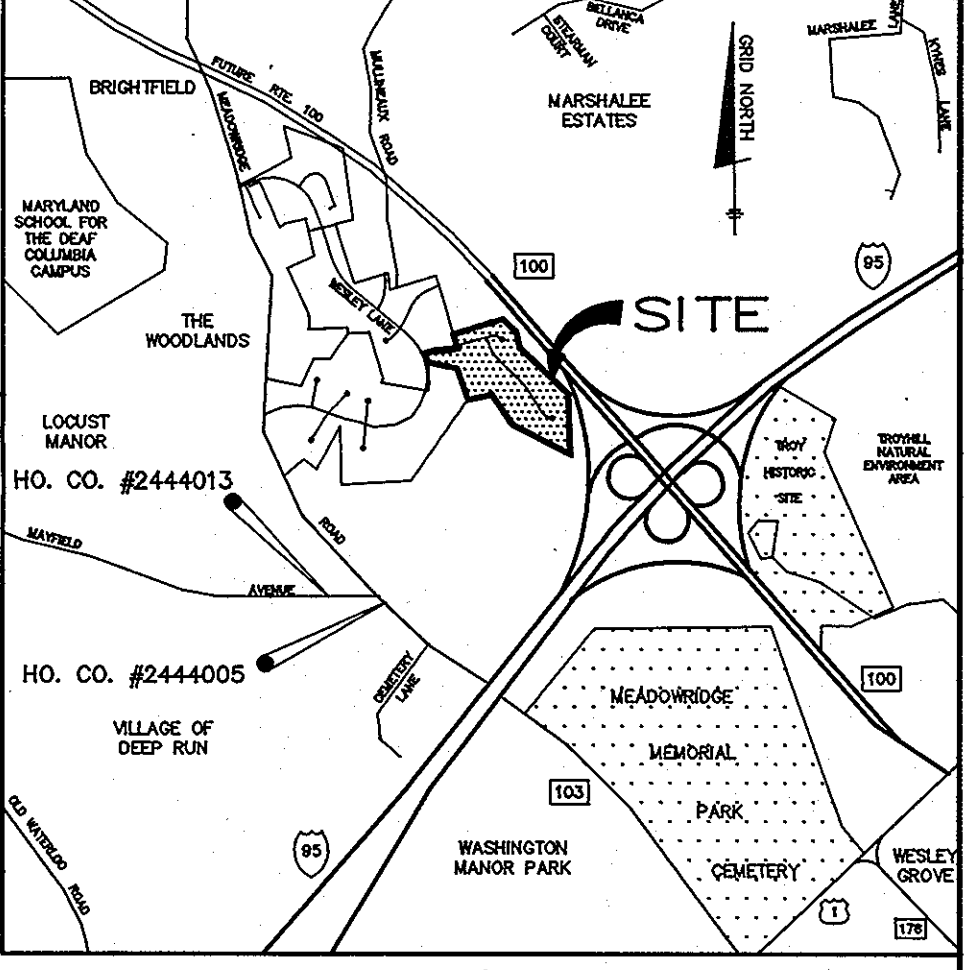 BELLANCA
DRIVE
STEARMAN
COURT
MARSHALEE
LANE
KYNES
LANE
GRID NORTH
MULLINEAUX ROAD
FUTURE RTE. 100
BRIGHTFIELD
MEADOWRIDGE
MARSHALEE
ESTATES
MARYLAND
SCHOOL FOR
THE DEAF
COLUMBIA
CAMPUS
100
95
SITE
WESLEY LANE
THE
WOODLANDS
LOCUST
MANOR
TROY
HISTORIC
SITE
TROYHILL
NATURAL
ENVIRONMENT
AREA
HO. CO. #2444013
ROAD
MAYFIELD
AVENUE
HO. CO. #2444005
CEMETERY
LANE
100
MEADOWRIDGE
MEMORIAL
PARK
CEMETERY
VILLAGE OF
DEEP RUN
103
OLD WATERLOO
ROAD
95
WASHINGTON
MANOR PARK
WESLEY
GROVE
1
176